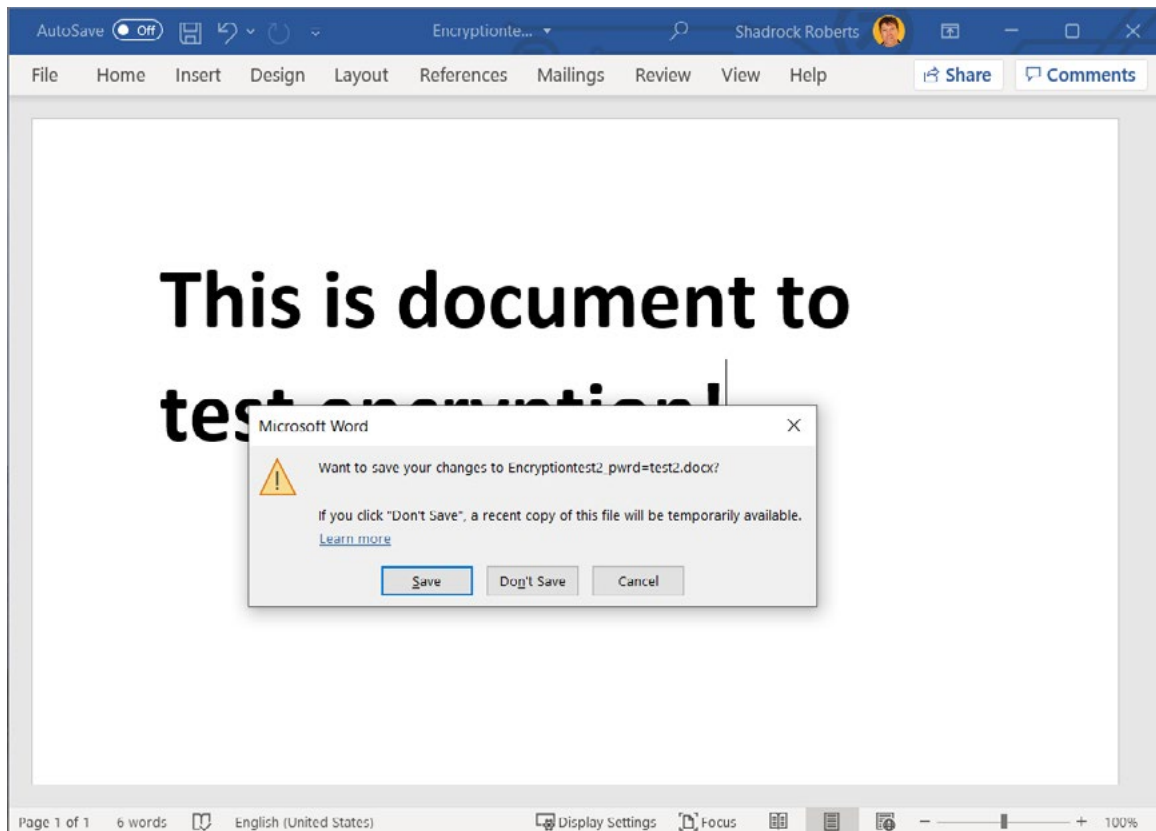 AutoSave Off Encryptionte... Shadrock Roberts
File Home Insert Design Layout References Mailings Review View Help Share Comments
This is document to
test encryption!
Microsoft Word
Want to save your changes to Encryptiontest2_pwrd=test2.docx?
If you click "Don't Save", a recent copy of this file will be temporarily available.
Learn more
Save Don't Save Cancel
Page 1 of 1 6 words English (United States) Display Settings Focus 100%